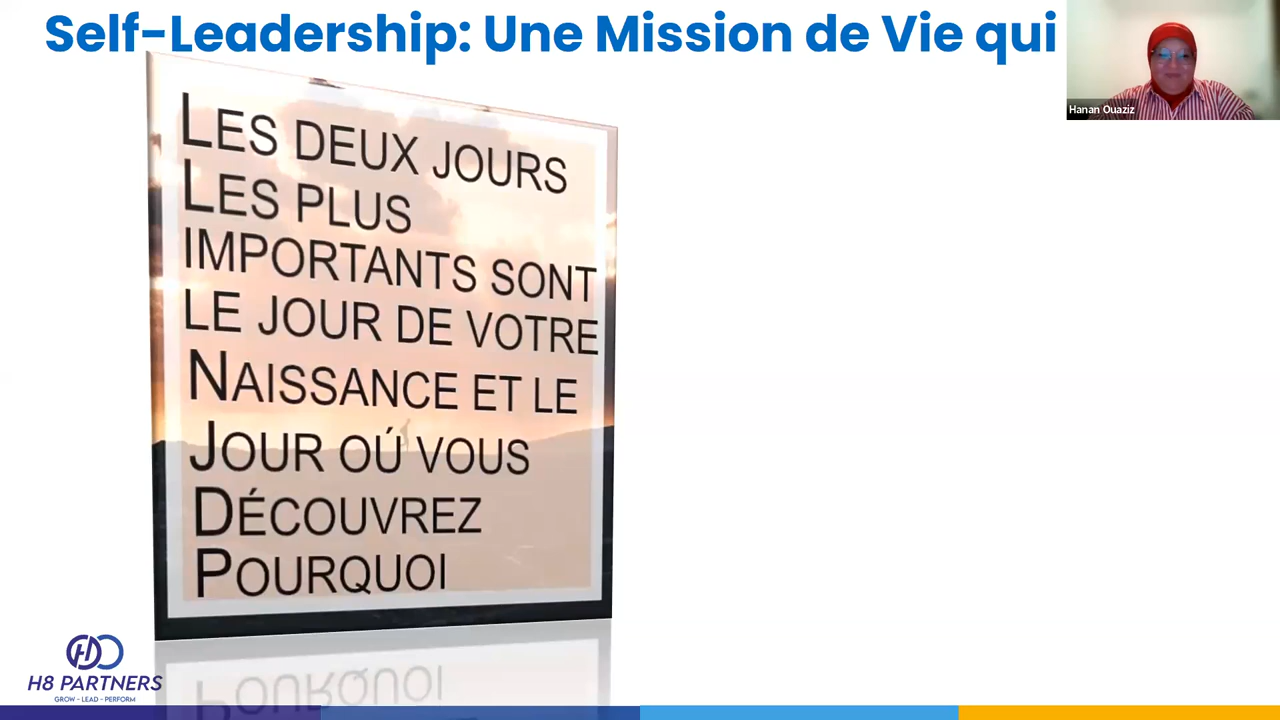 Self-Leadership: Une Mission de Vie qui
Hanan Ouaziz
LES DEUX JOURS
LES PLUS
IMPORTANTS SONT
LE JOUR DE VOTRE
NAISSANCE ET LE
JOUR OÚ VOUS
DÉCOUVREZ
POURQUOI
POURQUOI
H8 PARTNERS
GROW - LEAD - PERFORM